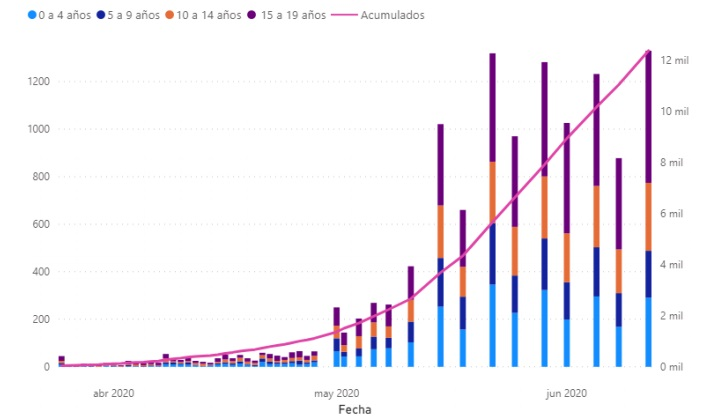 0 a 4 años 5 a 9 años 10 a 14 años 15 a 19 años Acumulados
1200
1000
800
600
400
200
0
12 mil
10 mil
8 mil
6 mil
4 mil
2 mil
0 mil
abr 2020 may 2020 jun 2020
Fecha